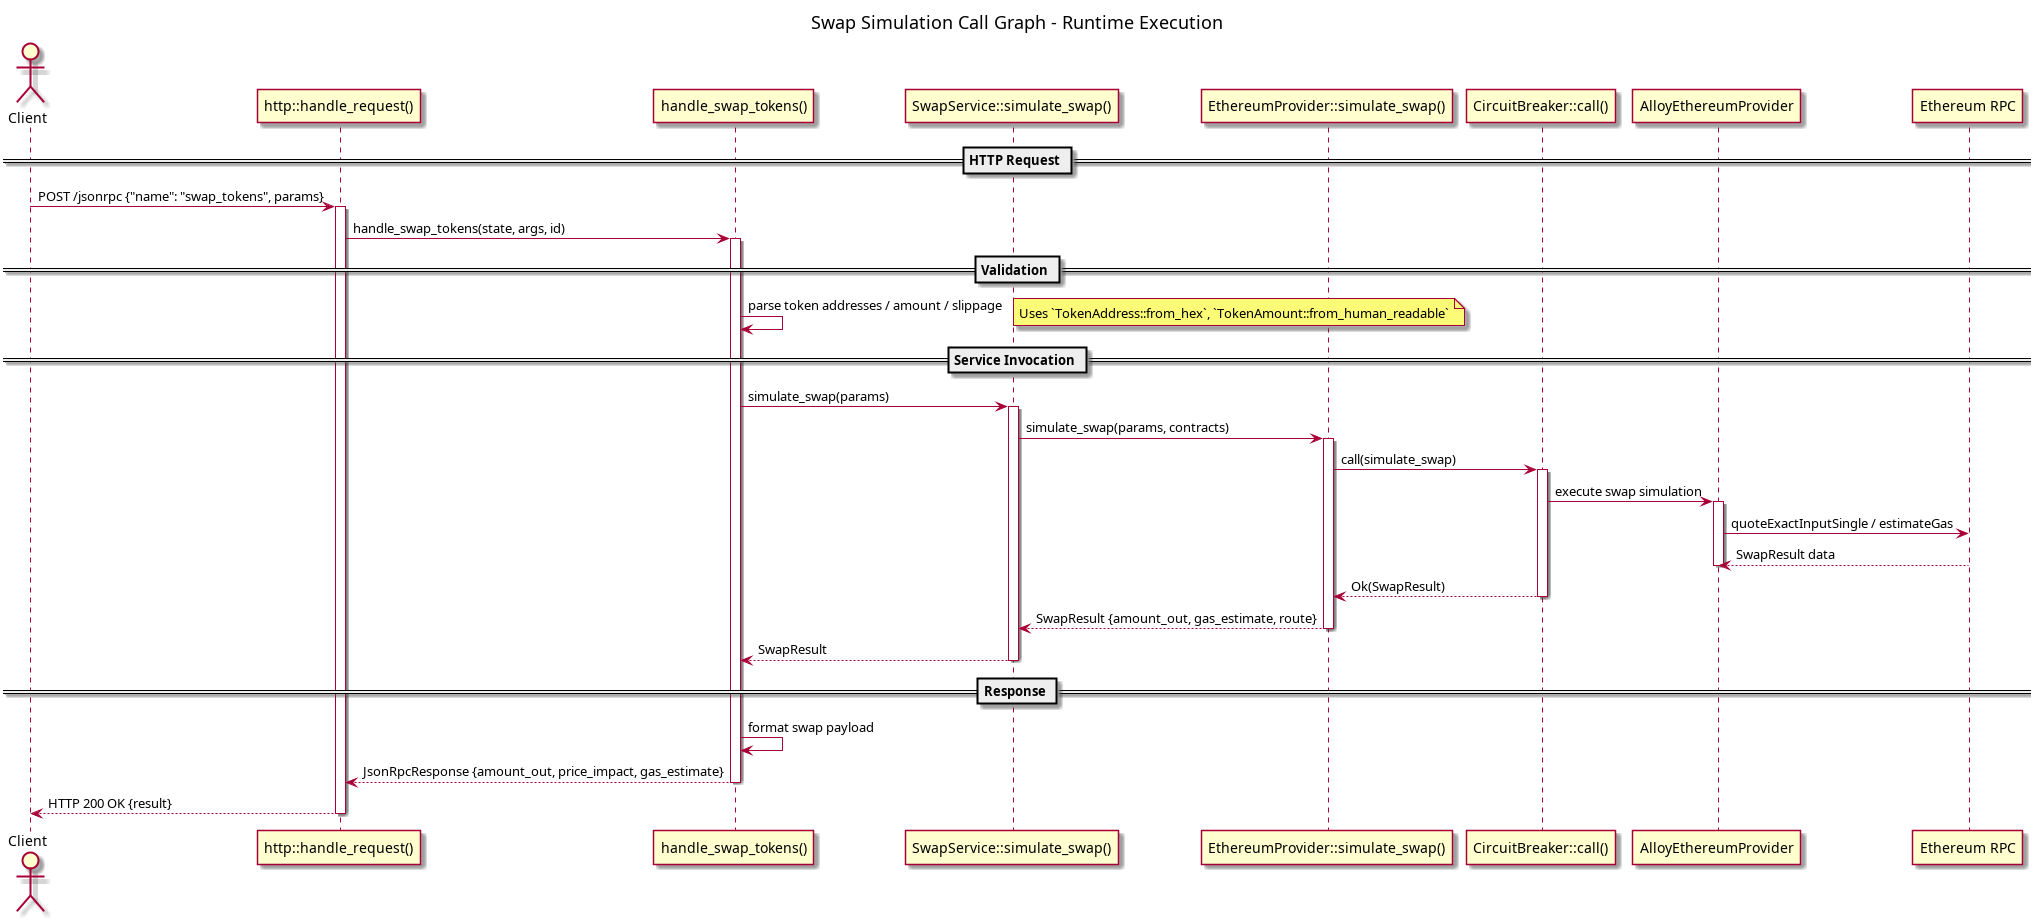 Swap Simulation Call Graph - Runtime Execution
Client
http::handle_request()
handle_swap_tokens()
SwapService::simulate_swap()
EthereumProvider::simulate_swap()
CircuitBreaker::call()
AlloyEthereumProvider
Ethereum RPC
HTTP Request
POST /jsonrpc {"name": "swap_tokens", params}
handle_swap_tokens(state, args, id)
Validation
parse token addresses / amount / slippage
Uses `TokenAddress::from_hex`, `TokenAmount::from_human_readable`
Service Invocation
simulate_swap(params)
simulate_swap(params, contracts)
call(simulate_swap)
execute swap simulation
quoteExactInputSingle / estimateGas
SwapResult data
Ok(SwapResult)
SwapResult {amount_out, gas_estimate, route}
SwapResult
Response
format swap payload
JsonRpcResponse {amount_out, price_impact, gas_estimate}
HTTP 200 OK {result}
Client
http::handle_request()
handle_swap_tokens()
SwapService::simulate_swap()
EthereumProvider::simulate_swap()
CircuitBreaker::call()
AlloyEthereumProvider
Ethereum RPC